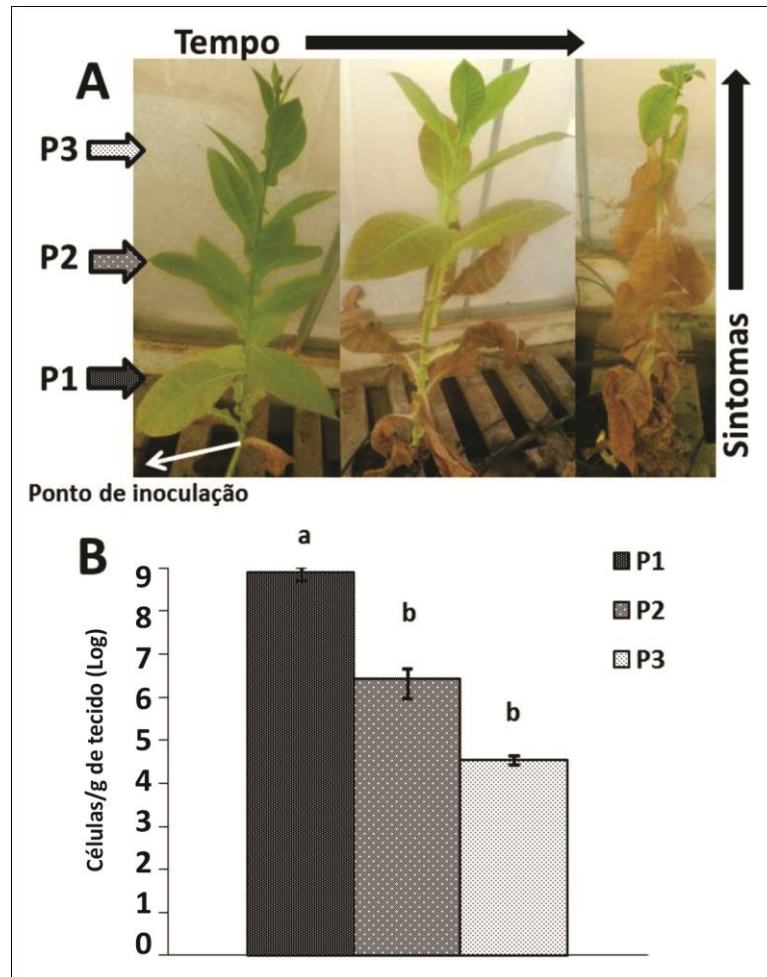 Tempo
A
P3
P2
P1
Sintomas
Ponto de inoculação
B
a
b
b
P1
P2
P3
Células/g de tecido (Log)
9
8
7
6
5
4
3
2
1
0